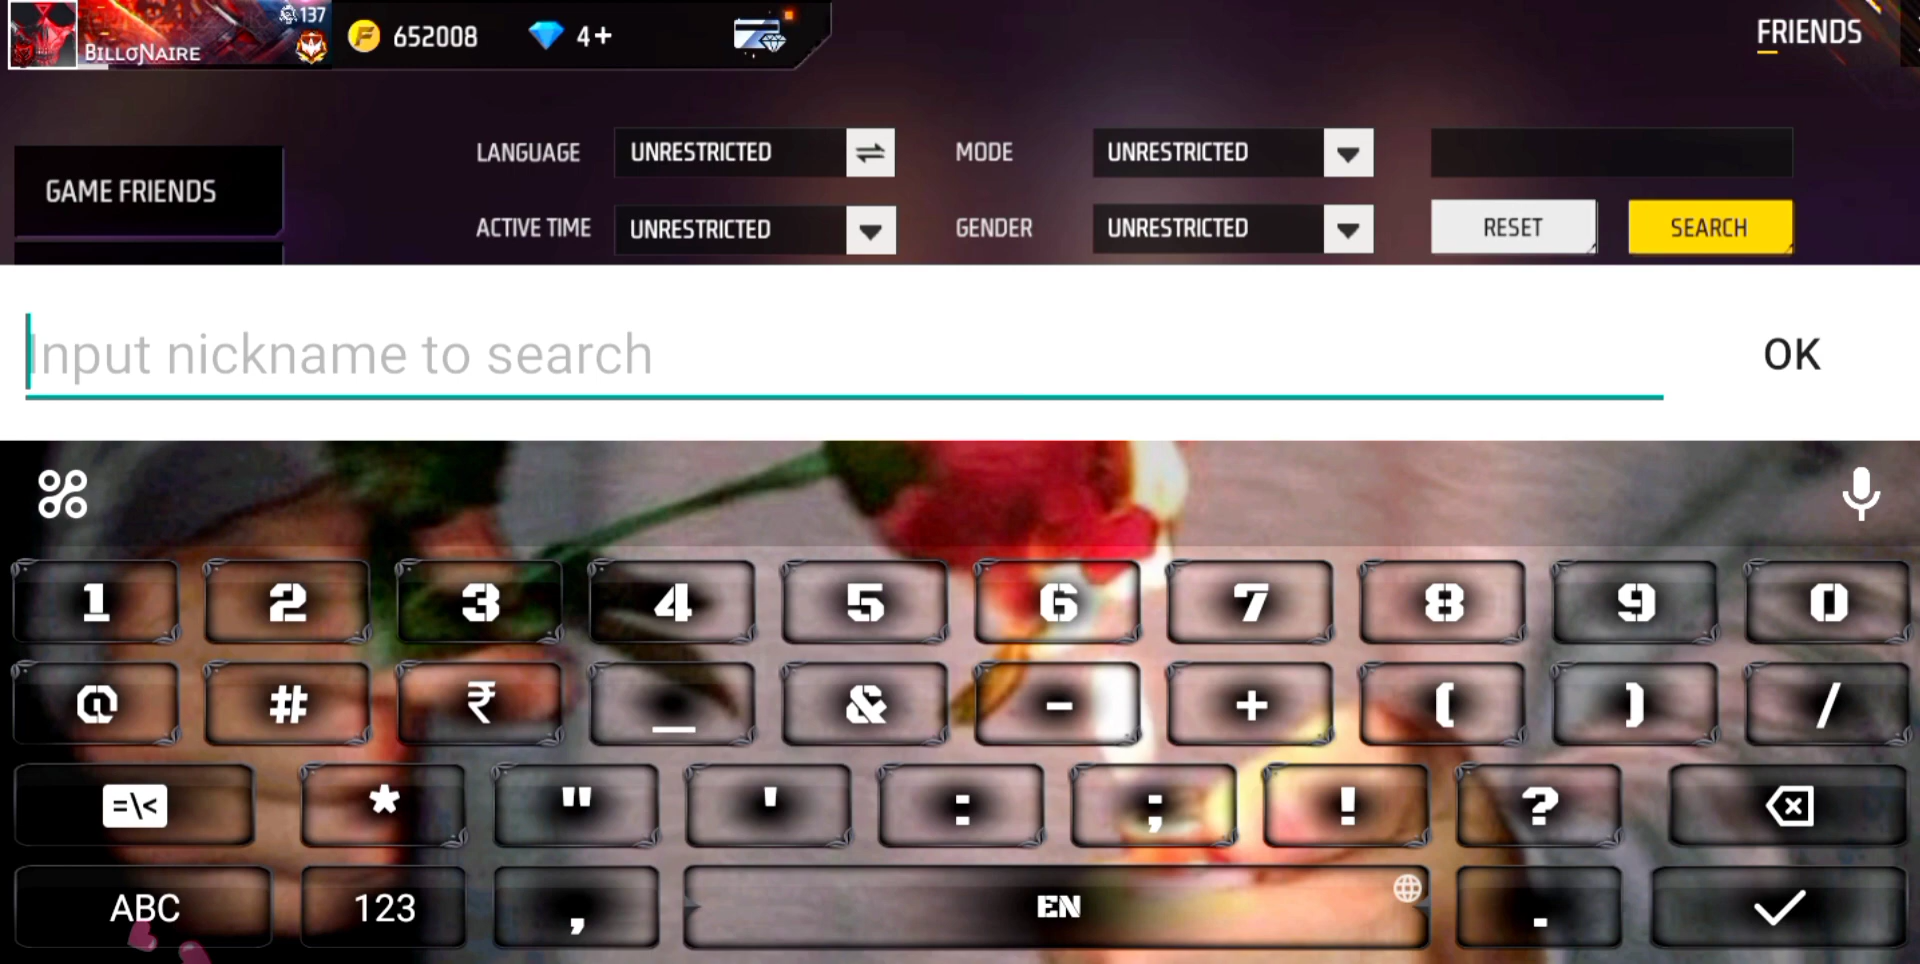 137
BILLONAIRE
652008
4+
FRIENDS
LANGUAGE UNRESTRICTED MODE UNRESTRICTED
GAME FRIENDS
ACTIVE TIME UNRESTRICTED GENDER UNRESTRICTED RESET SEARCH
Input nickname to search OK
1 2 3 4 5 6 7 8 9 0
@ # ₹ _ & - + ( ) /
=\< * " ' : ; ! ?
ABC 123 , EN .